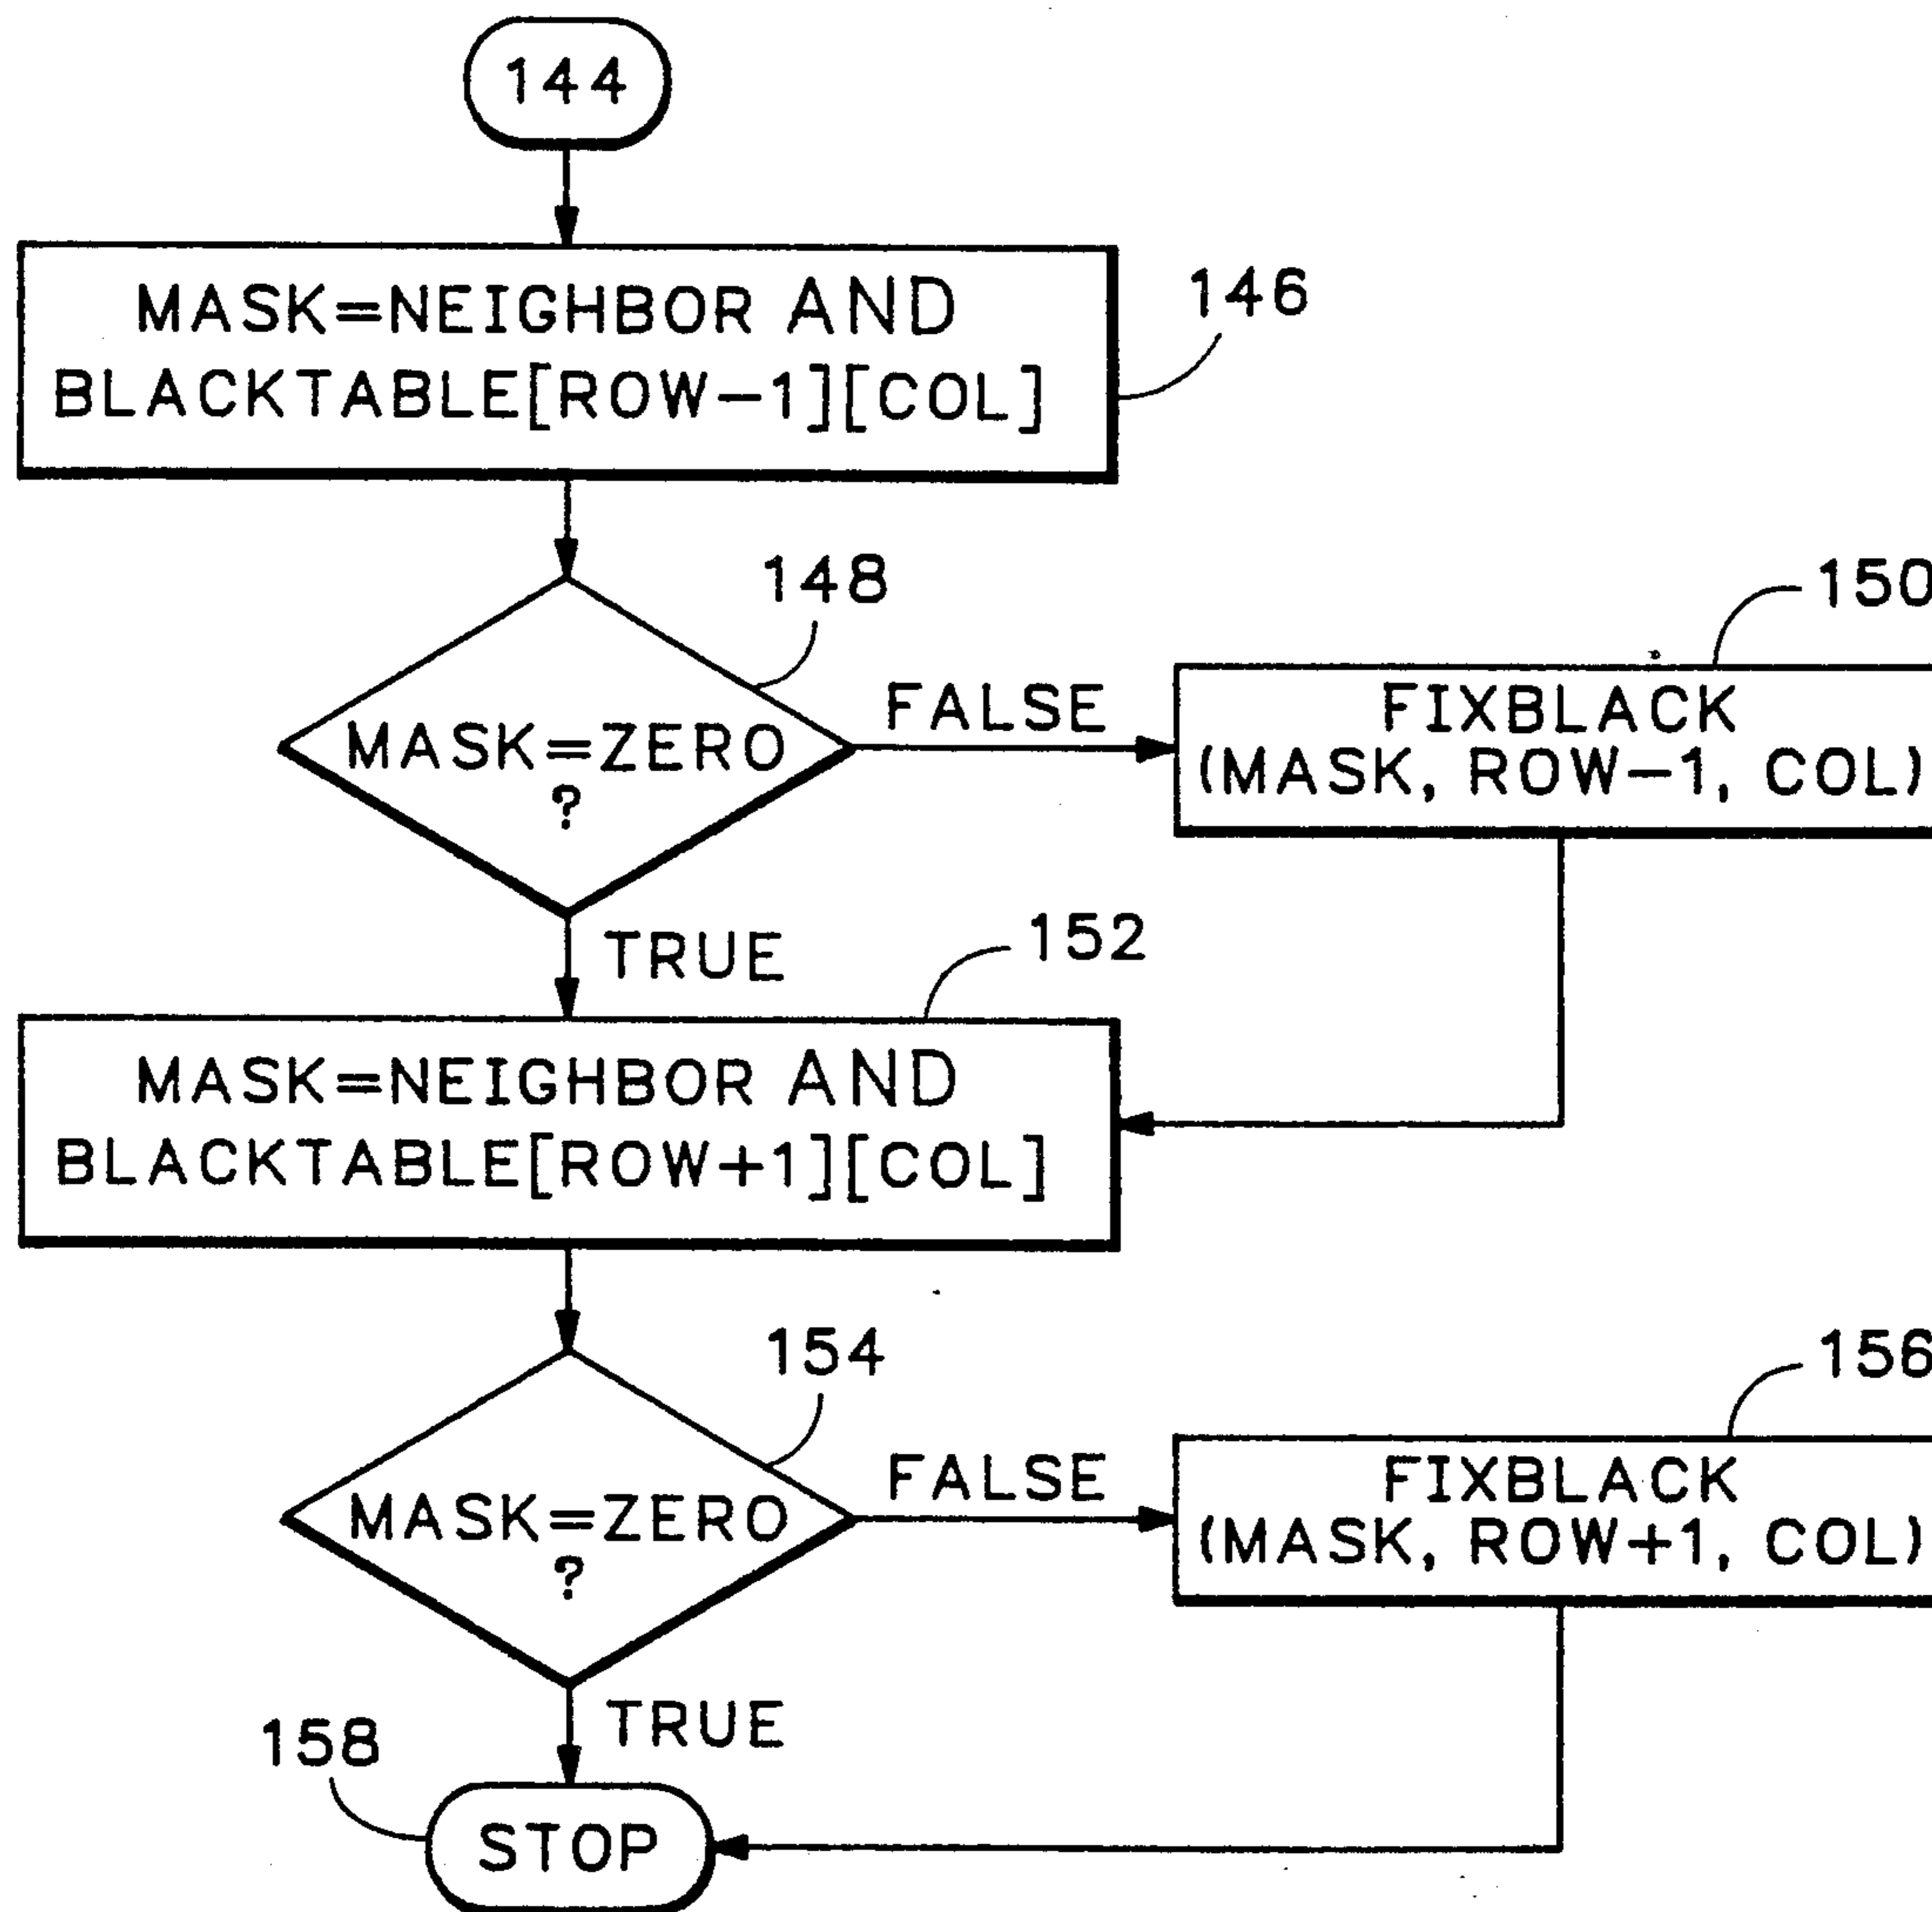 144
MASK=NEIGHBOR AND
BLACKTABLE[ROW-1][COL]
146
148
MASK=ZERO
?
FALSE
150
FIXBLACK
(MASK, ROW-1, COL)
TRUE
152
MASK=NEIGHBOR AND
BLACKTABLE[ROW+1][COL]
154
MASK=ZERO
?
FALSE
156
FIXBLACK
(MASK, ROW+1, COL)
TRUE
158
STOP